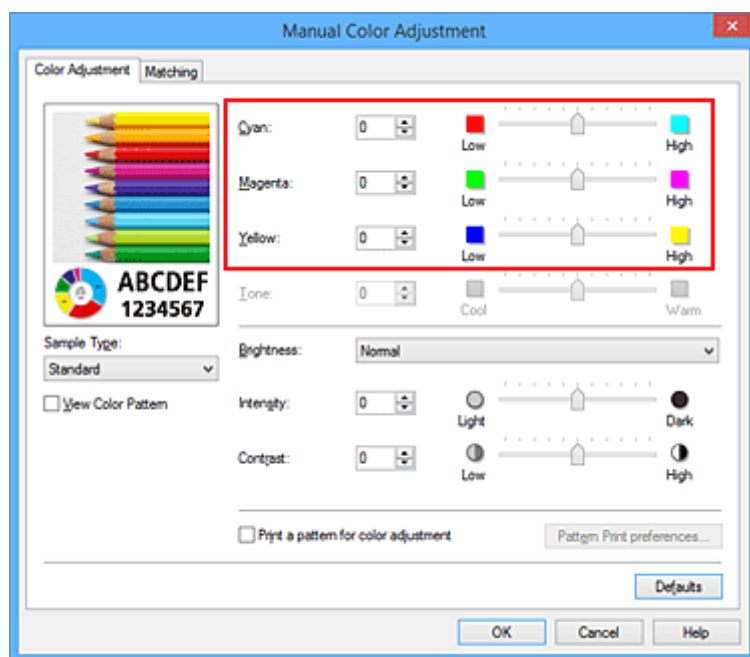 Manual Color Adjustment
Color Adjustment Matching
Cyan: 0 Low High
Magenta: 0 Low High
Yellow: 0 Low High
ABCDEF
1234567
Tone: 0 Cool Warm
Sample Type:
Standard
Brightness: Normal
View Color Pattern
Intensity: 0 Light Dark
Contrast: 0 Low High
Print a pattern for color adjustment Pattern Print preferences...
Defaults
OK Cancel Help